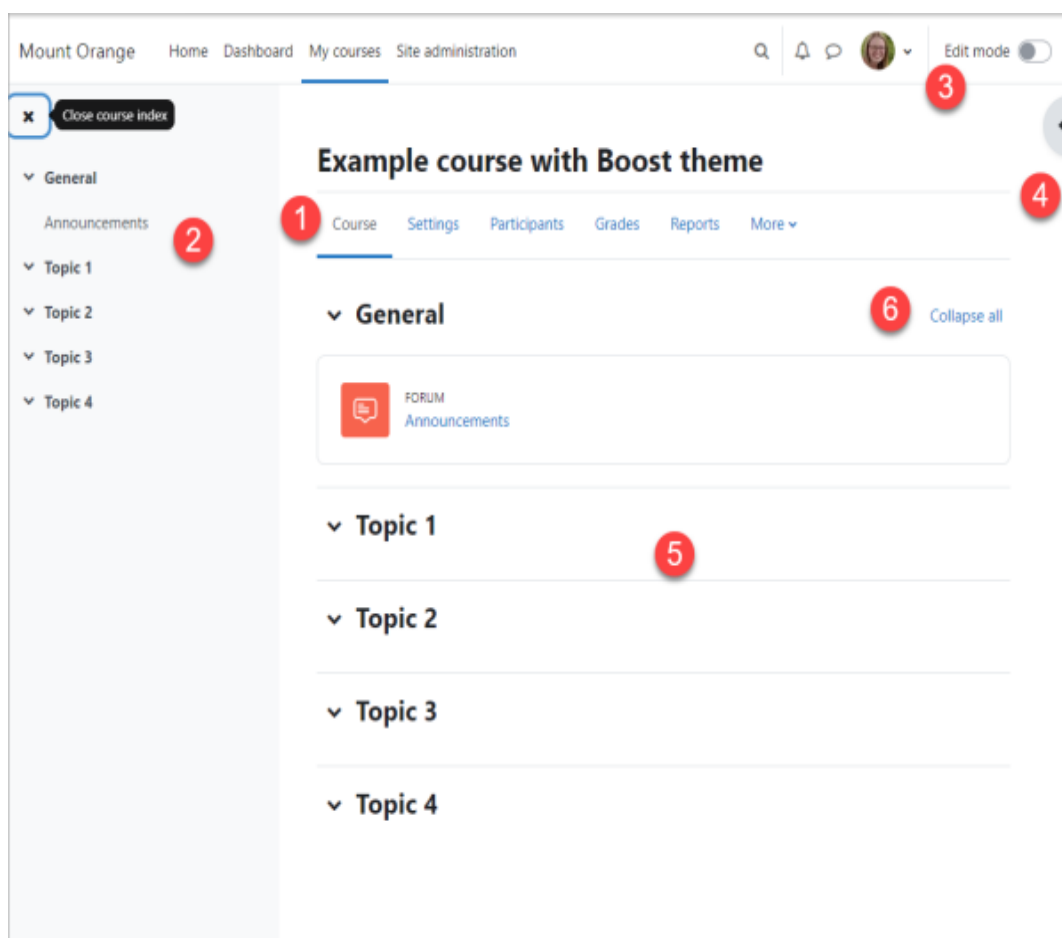 Mount Orange Home Dashboard My courses Site administration Edit mode
3
Close course index
Example course with Boost theme
General
4
Announcements
2
1
Course Settings Participants Grades Reports More
Topic 1
Topic 2
Topic 3
Topic 4
General
6
Collapse all
FORUM
Announcements
Topic 1
5
Topic 2
Topic 3
Topic 4